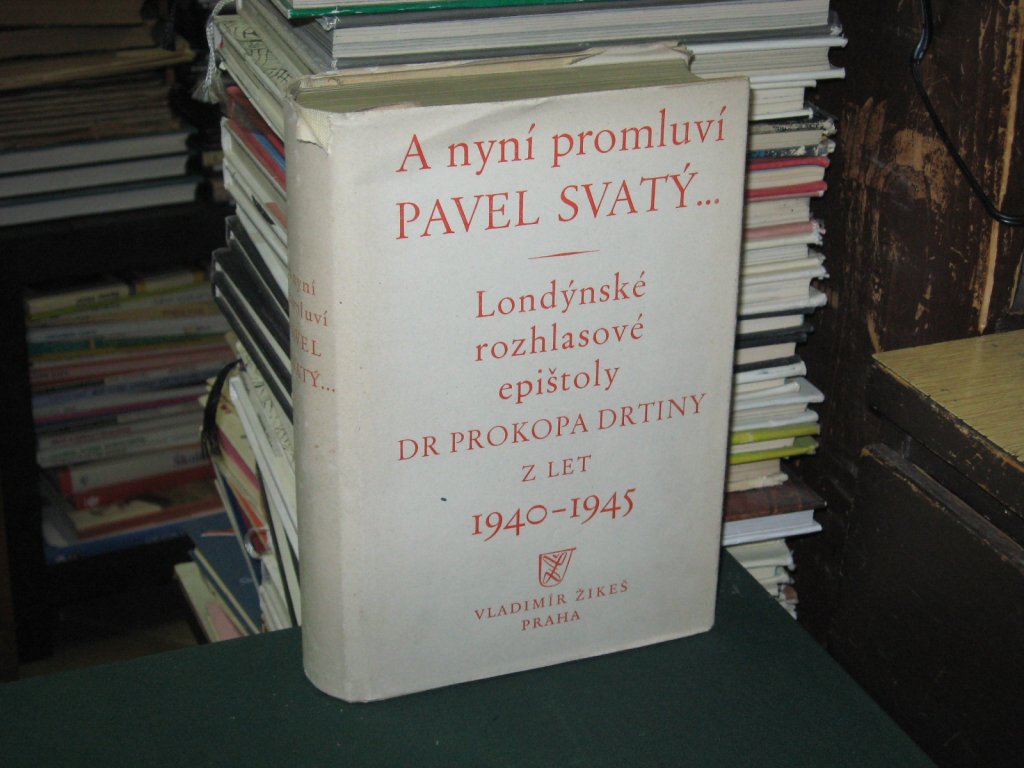 A nyní promluví
PAVEL SVATÝ...
Londýnské
rozhlasové
epištoly
DR PROKOPA DRTINY
Z LET
1940–1945
VLADIMÍR ŽIKEŠ
PRAHA